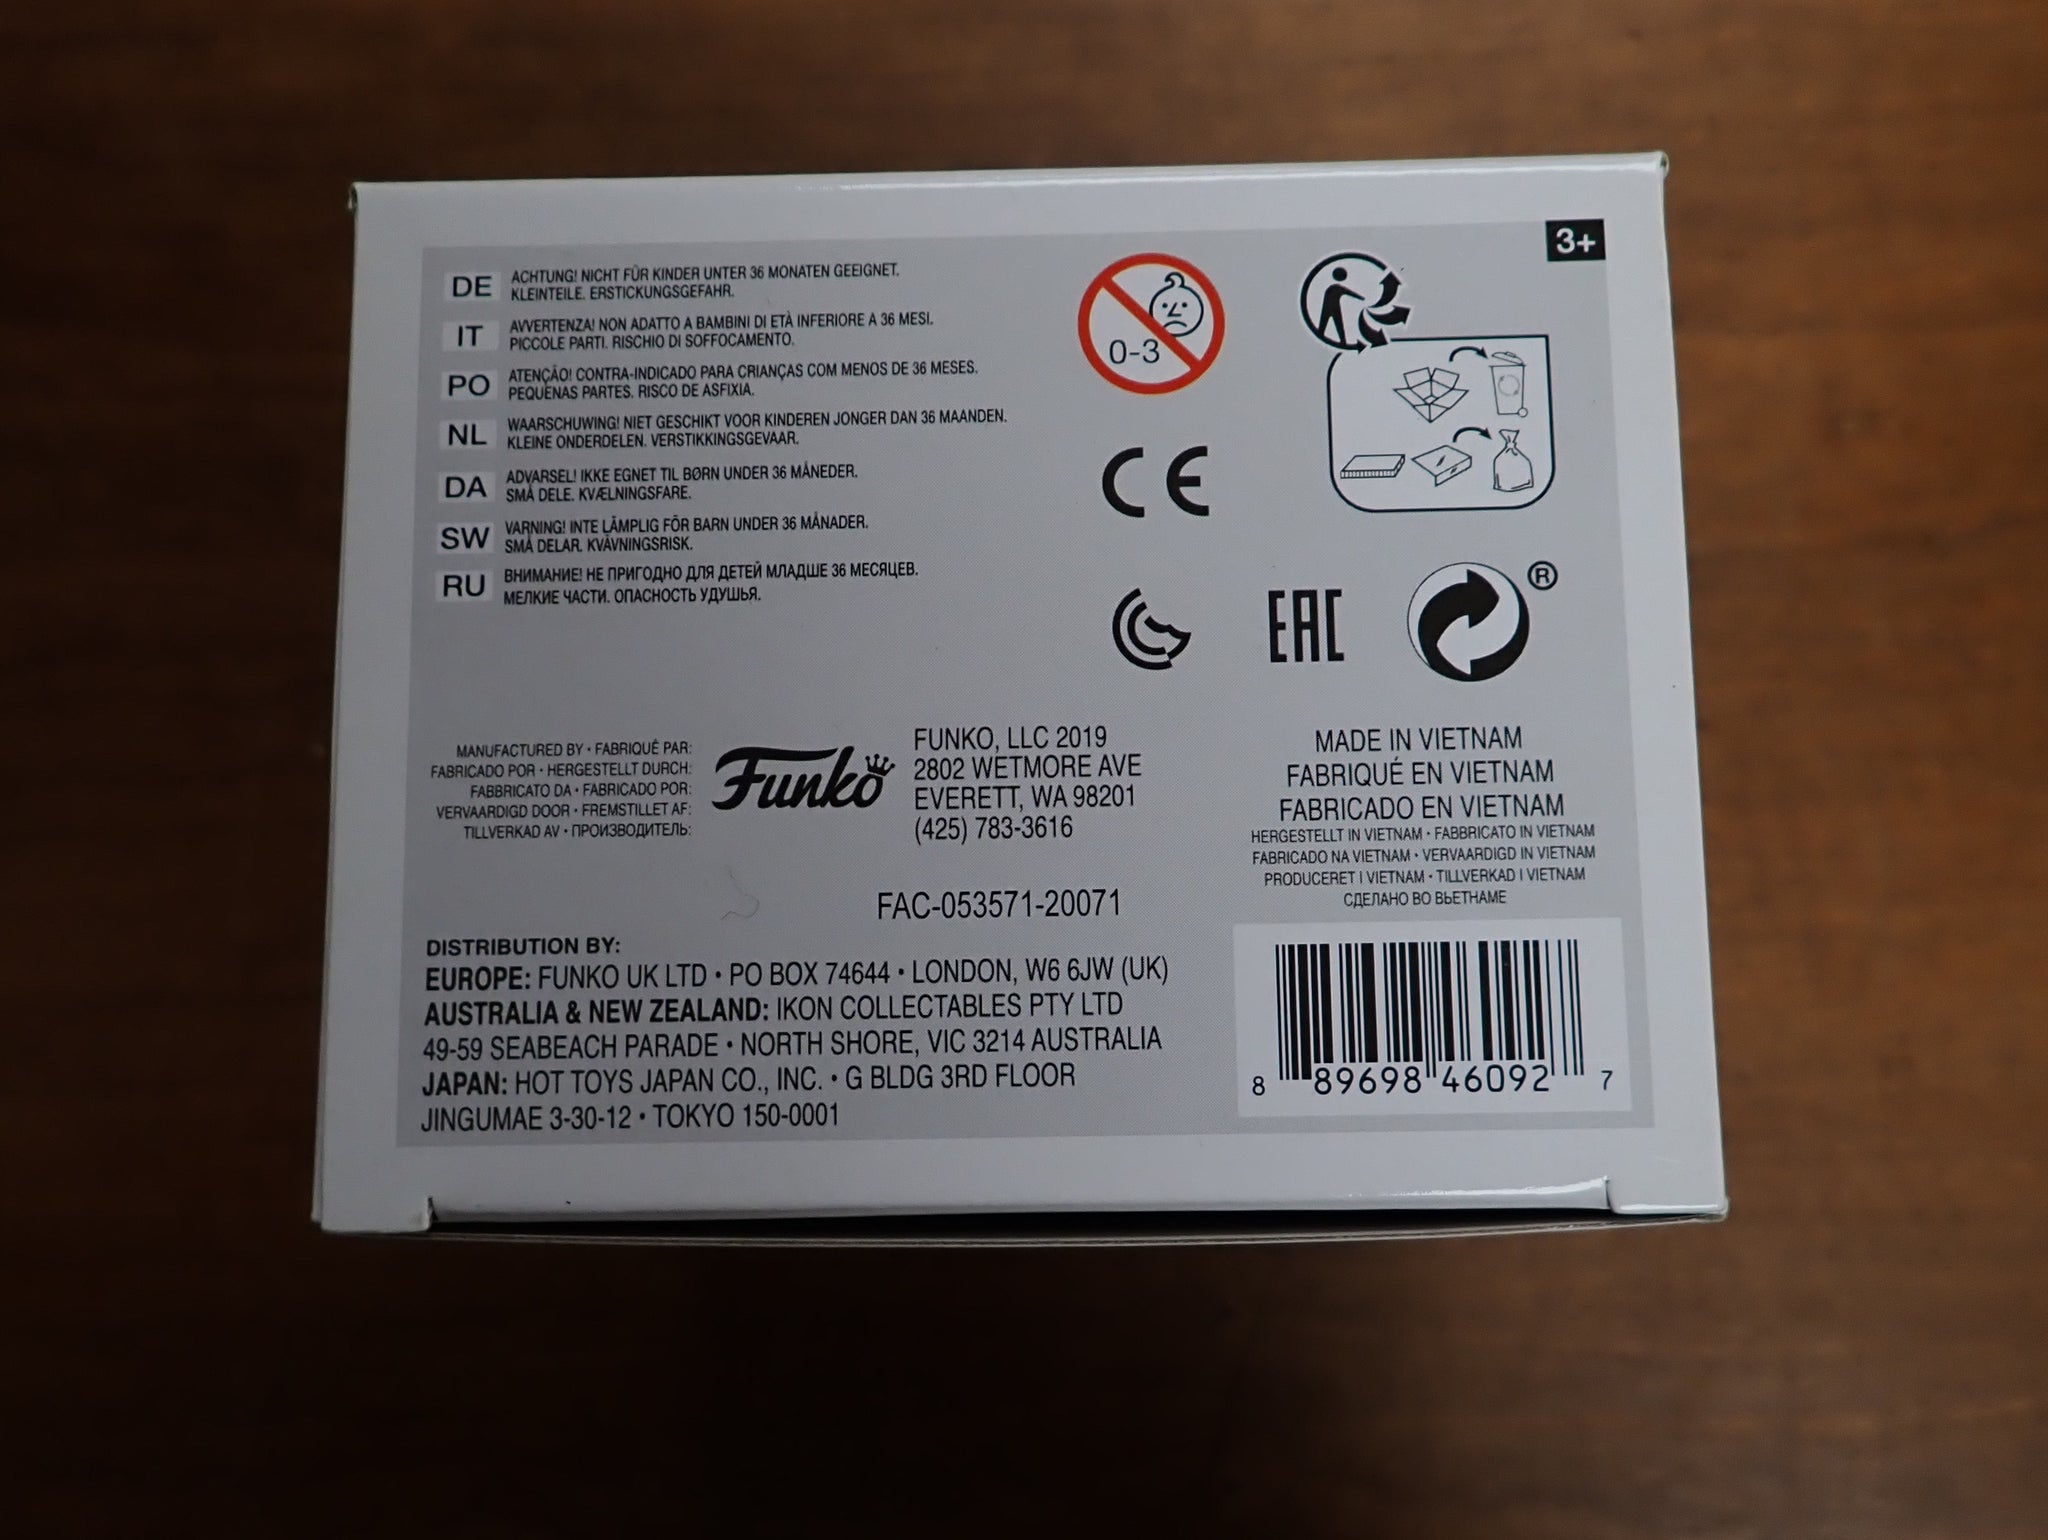 3+
DE ACHTUNG! NICHT FÜR KINDER UNTER 36 MONATEN GEEIGNET.
KLEINTEILE. ERSTICKUNGSGEFAHR.
IT AVVERTENZA! NON ADATTO A BAMBINI DI ETÀ INFERIORE A 36 MESI.
PICCOLE PARTI. RISCHIO DI SOFFOCAMENTO.
PO ATENÇÃO! CONTRA-INDICADO PARA CRIANÇAS COM MENOS DE 36 MESES.
PEQUENAS PARTES. RISCO DE ASFIXIA.
NL WAARSCHUWING! NIET GESCHIKT VOOR KINDEREN JONGER DAN 36 MAANDEN.
KLEINE ONDERDELEN. VERSTIKKINGSGEVAAR.
DA ADVARSEL! IKKE EGNET TIL BØRN UNDER 36 MÅNEDER.
SMÅ DELE. KVÆLNINGSFARE.
SW VARNING! INTE LÄMPLIG FÖR BARN UNDER 36 MÅNADER.
SMÅ DELAR. KVÄVNINGSRISK.
RU ВНИМАНИЕ! НЕ ПРИГОДНО ДЛЯ ДЕТЕЙ МЛАДШЕ 36 МЕСЯЦЕВ.
МЕЛКИЕ ЧАСТИ. ОПАСНОСТЬ УДУШЬЯ.
0-3
CE
EAC
®
MANUFACTURED BY • FABRIQUÉ PAR:
FABRICADO POR • HERGESTELLT DURCH:
FABBRICATO DA • FABRICADO POR:
VERVAARDIGD DOOR • FREMSTILLET AF:
TILLVERKAD AV • ПРОИЗВОДИТЕЛЬ:
Funko
FUNKO, LLC 2019
2802 WETMORE AVE
EVERETT, WA 98201
(425) 783-3616
MADE IN VIETNAM
FABRIQUÉ EN VIETNAM
FABRICADO EN VIETNAM
HERGESTELLT IN VIETNAM • FABBRICATO IN VIETNAM
FABRICADO NA VIETNAM • VERVAARDIGD IN VIETNAM
PRODUCERET I VIETNAM • TILLVERKAD I VIETNAM
СДЕЛАНО ВО ВЬЕТНАМЕ
FAC-053571-20071
DISTRIBUTION BY:
EUROPE: FUNKO UK LTD • PO BOX 74644 • LONDON, W6 6JW (UK)
AUSTRALIA & NEW ZEALAND: IKON COLLECTABLES PTY LTD
49-59 SEABEACH PARADE • NORTH SHORE, VIC 3214 AUSTRALIA
JAPAN: HOT TOYS JAPAN CO., INC. • G BLDG 3RD FLOOR
JINGUMAE 3-30-12 • TOKYO 150-0001
8 89698 46092 7